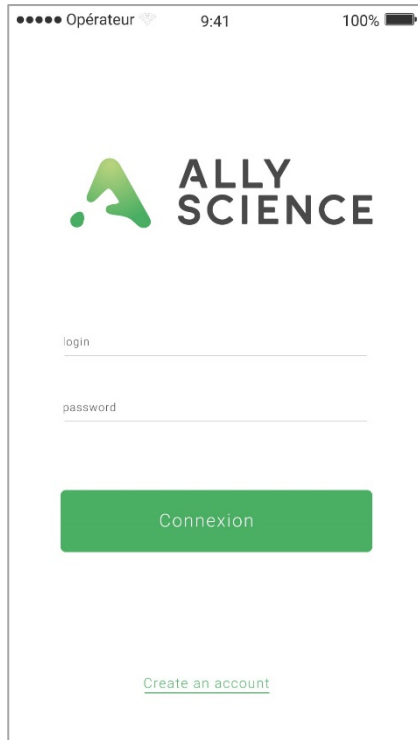 Opérateur 9:41 100%
ALLY
SCIENCE
login
password
Connexion
Create an account